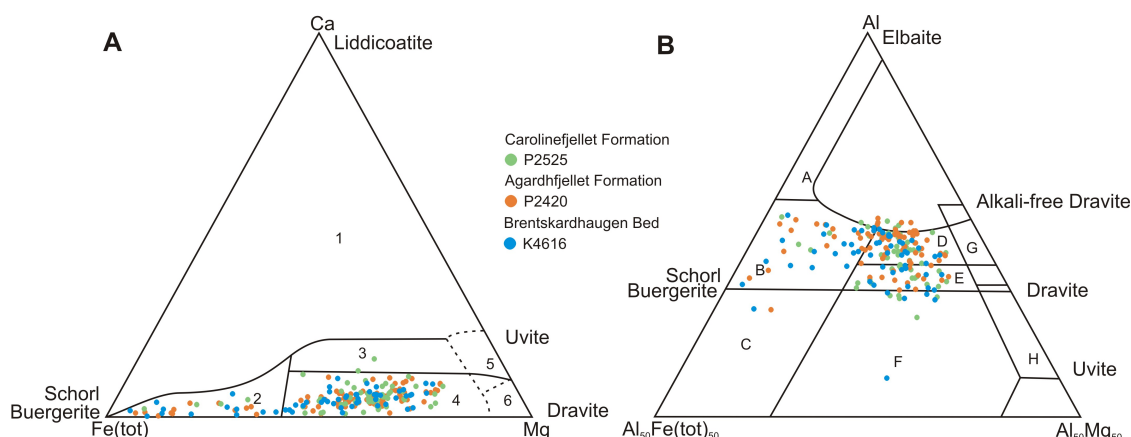 A
Ca
Liddicoatite
1
3
5
2
4
6
Uvite
Schorl
Buergerite
Dravite
Fe(tot)
Mg
Carolinefjellet Formation
P2525
Agardhfjellet Formation
P2420
Brentskardhaugen Bed
K4616
B
Al
Elbaite
A
Alkali-free Dravite
D
G
B
E
Schorl
Buergerite
Dravite
C
F
H
Uvite
Al50Fe(tot)50
Al50Mg50